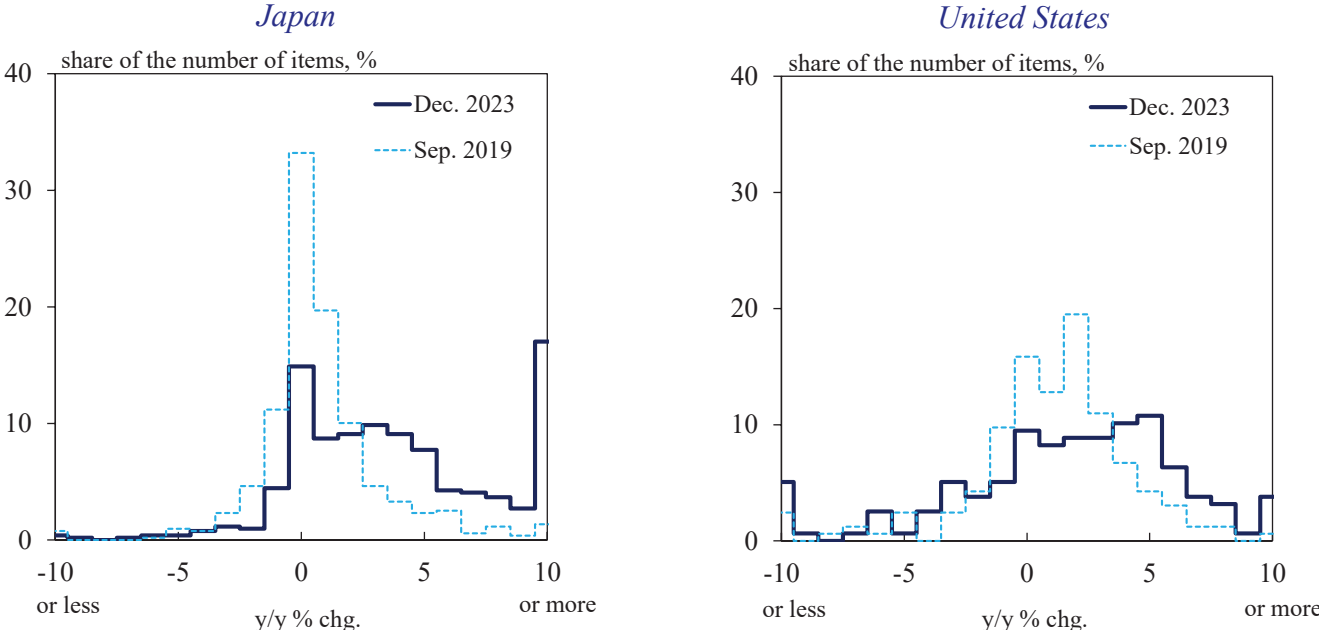 Japan
share of the number of items, %
40
30
20
10
0
-10
-5
0
5
10
or less
or more
y/y % chg.
Dec. 2023
Sep. 2019
United States
share of the number of items, %
40
30
20
10
0
-10
-5
0
5
10
or less
or more
y/y % chg.
Dec. 2023
Sep. 2019